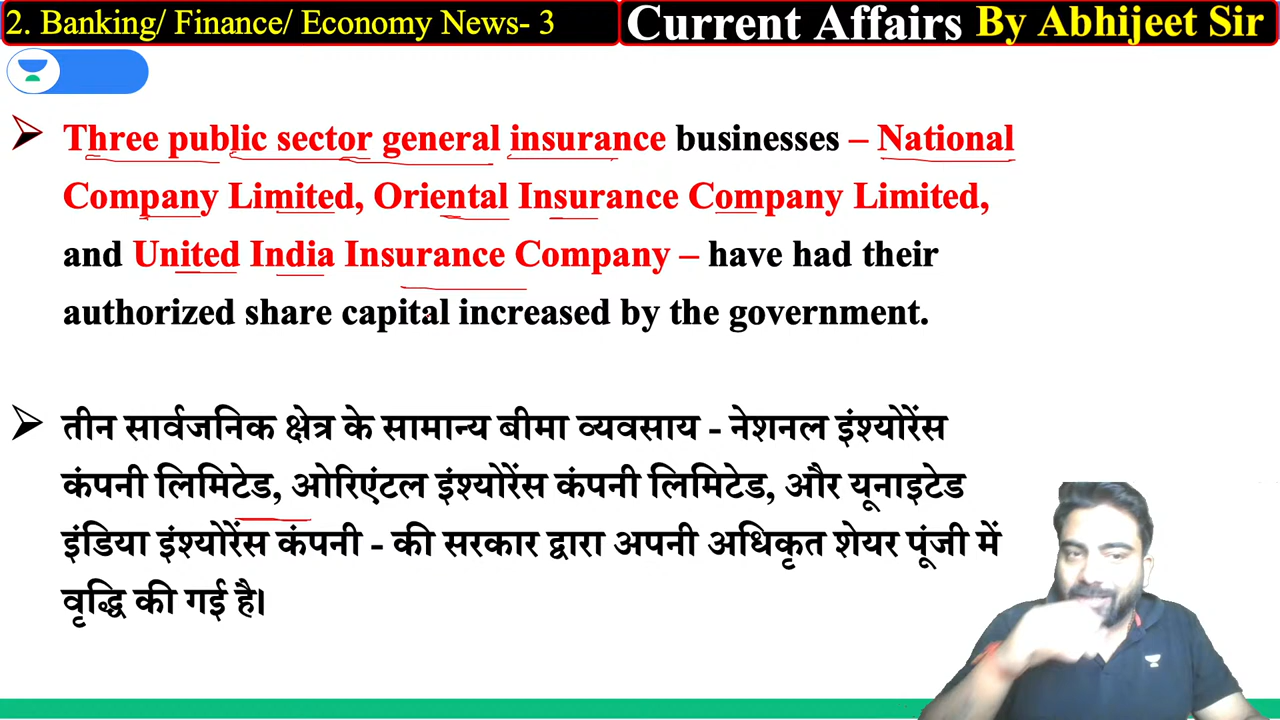 2. Banking/ Finance/ Economy News- 3
Current Affairs By Abhijeet Sir
Three public sector general insurance businesses – National
Company Limited, Oriental Insurance Company Limited,
and United India Insurance Company – have had their
authorized share capital increased by the government.
तीन सार्वजनिक क्षेत्र के सामान्य बीमा व्यवसाय - नेशनल इंश्योरेंस
कंपनी लिमिटेड, ओरिएंटल इंश्योरेंस कंपनी लिमिटेड, और यूनाइटेड
इंडिया इंश्योरेंस कंपनी - की सरकार द्वारा अपनी अधिकृत शेयर पूंजी में
वृद्धि की गई है।